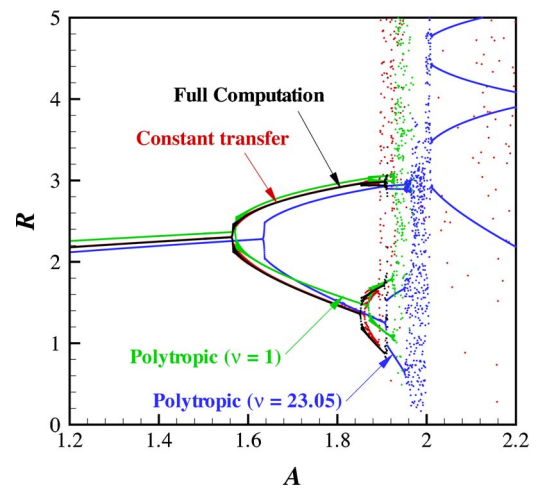 5
Full Computation
4
Constant transfer
3
R
2
1
Polytropic (ν = 1)
Polytropic (ν = 23.05)
0
1.2 1.4 1.6 1.8 2 2.2
A